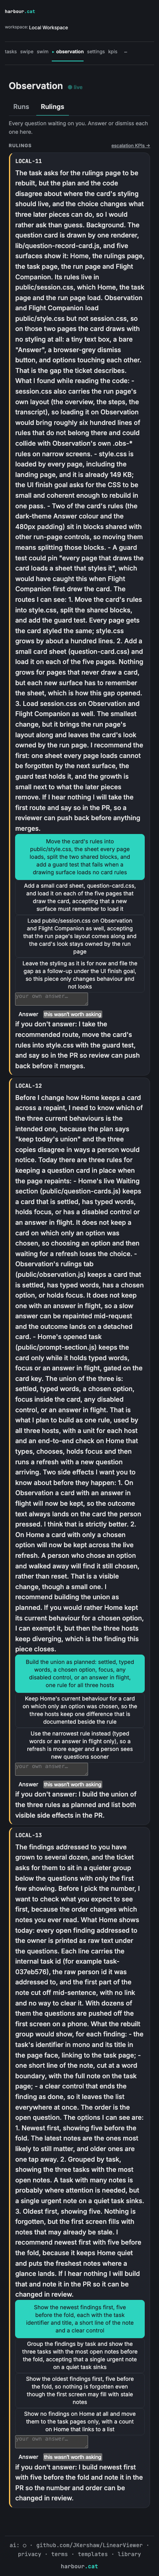 harbour.cat
workspace: Local Workspace
tasks swipe swim • observation settings kpis ⋯
Observation live
Runs Rulings
Every question waiting on you. Answer or dismiss each
one here.
RULINGS escalation KPIs →
LOCAL-11
The task asks for the rulings page to be
rebuilt, but the plan and the code
disagree about where the card's styling
should live, and the choice changes what
three later pieces can do, so I would
rather ask than guess. Background. The
question card is drawn by one renderer,
lib/question-record-card.js, and five
surfaces show it: Home, the rulings page,
the task page, the run page and Flight
Companion. Its rules live in
public/session.css, which Home, the task
page and the run page load. Observation
and Flight Companion load
public/style.css but not session.css, so
on those two pages the card draws with
no styling at all: a tiny text box, a bare
"Answer", browser-grey dismiss
button, and options touching each other.
That is the gap the ticket describes.
What I found while reading the code: -
session.css also carries the run page's
own layout (the overview, the steps, the
transcript), so loading it on Observation
would bring roughly six hundred lines of
rules that do not belong there and could
collide with Observation's own .obs-*
rules on narrow screens. - style.css is
loaded by every page, including the
landing page, and it is already 149 KB;
the UI finish goal asks for the CSS to be
small and coherent enough to rebuild in
one pass. - Two of the card's rules (the
dark-theme Answer colour and the
480px padding) sit in blocks shared with
other run-page controls, so moving them
means splitting those blocks. - A guard
test could pin "every page that draws the
card loads a sheet that styles it", which
would have caught this when Flight
Companion first drew the card. The
routes I can see: 1. Move the card's rules
into style.css, split the shared blocks,
and add the guard test. Every page gets
the card styled the same; style.css
grows by about a hundred lines. 2. Add a
small card sheet (question-card.css) and
load it on each of the five pages. Nothing
grows for pages that never draw a card,
but each new surface has to remember
the sheet, which is how this gap opened.
3. Load session.css on Observation and
Flight Companion as well. The smallest
change, but it brings the run page's
layout along and leaves the card's look
owned by the run page. I recommend the
first: one sheet every page loads cannot
be forgotten by the next surface, the
guard test holds it, and the growth is
small next to what the later pieces
remove. If I hear nothing I will take the
first route and say so in the PR, so a
reviewer can push back before anything
merges.
Move the card's rules into
public/style.css, the sheet every page
loads, split the two shared blocks, and
add a guard test that fails when a
drawing surface loads no card rules
Add a small card sheet, question-card.css,
and load it on each of the five pages that
draw the card, accepting that a new
surface must remember to load it
Load public/session.css on Observation
and Flight Companion as well, accepting
that the run page's layout comes along and
the card's look stays owned by the run
page
Leave the styling as it is for now and file the
gap as a follow-up under the UI finish goal,
so this piece only changes behaviour and
not looks
your own answer…
Answer this wasn't worth asking
if you don't answer: I take the
recommended route, move the card's
rules into style.css with the guard test,
and say so in the PR so review can push
back before it merges.
LOCAL-12
Before I change how Home keeps a card
across a repaint, I need to know which of
the three current behaviours is the
intended one, because the plan says
"keep today's union" and the three
copies disagree in ways a person would
notice. Today there are three rules for
keeping a question card in place when
the page repaints: - Home's live Waiting
section (public/question-cards.js) keeps
a card that is settled, has typed words,
holds focus, or has a disabled control or
an answer in flight. It does not keep a
card on which only an option was
chosen, so choosing an option and then
waiting for a refresh loses the choice. -
Observation's rulings tab
(public/observation.js) keeps a card that
is settled, has typed words, has a chosen
option, or holds focus. It does not keep
one with an answer in flight, so a slow
answer can be repainted mid-request
and the outcome lands on a detached
card. - Home's opened task
(public/prompt-section.js) keeps the
card only while it holds typed words,
focus or an answer in flight, gated on the
card key. The union of the three is:
settled, typed words, a chosen option,
focus inside the card, any disabled
control, or an answer in flight. That is
what I plan to build as one rule, used by
all three hosts, with a unit for each host
and an end-to-end check on Home that
types, chooses, holds focus and then
runs a refresh with a new question
arriving. Two side effects I want you to
know about before they happen: 1. On
Observation a card with an answer in
flight will now be kept, so the outcome
text always lands on the card the person
pressed. I think that is strictly better. 2.
On Home a card with only a chosen
option will now be kept across the live
refresh. A person who chose an option
and walked away will find it still chosen,
rather than reset. That is a visible
change, though a small one. I
recommend building the union as
planned. If you would rather Home kept
its current behaviour for a chosen option,
I can exempt it, but then the three hosts
keep diverging, which is the finding this
piece closes.
Build the union as planned: settled, typed
words, a chosen option, focus, any
disabled control, or an answer in flight,
one rule for all three hosts
Keep Home's current behaviour for a card
on which only an option was chosen, so the
three hosts keep one difference that is
documented beside the rule
Use the narrowest rule instead (typed
words or an answer in flight only), so a
refresh is more eager and a person sees
new questions sooner
your own answer…
Answer this wasn't worth asking
if you don't answer: I build the union of
the three rules as planned and list both
visible side effects in the PR.
LOCAL-13
The findings addressed to you have
grown to several dozen, and the ticket
asks for them to sit in a quieter group
below the questions with only the first
few showing. Before I pick the number, I
want to check what you expect to see
first, because the order changes which
notes you ever read. What Home shows
today: every open finding addressed to
the owner is printed as raw text under
the questions. Each line carries the
internal task id (for example task-
037eb576), the raw person id it was
addressed to, and the first part of the
note cut off mid-sentence, with no link
and no way to clear it. With dozens of
them the questions are pushed off the
first screen on a phone. What the rebuilt
group would show, for each finding: - the
task's identifier in mono and its title in
the page face, linking to the task page; -
a short line of the note, cut at a word
boundary, with the full note on the task
page; - a clear control that ends the
finding as done, so it leaves the list
everywhere at once. The order is the
open question. The options I can see are:
1. Newest first, showing five before the
fold. The latest notes are the ones most
likely to still matter, and older ones are
one tap away. 2. Grouped by task,
showing the three tasks with the most
open notes. A task with many notes is
probably where attention is needed, but
a single urgent note on a quiet task sinks.
3. Oldest first, showing five. Nothing is
forgotten, but the first screen fills with
notes that may already be stale. I
recommend newest first with five before
the fold, because it keeps Home quiet
and puts the freshest notes where a
glance lands. If I hear nothing I will build
that and note it in the PR so it can be
changed in review.
Show the newest findings first, five
before the fold, each with the task
identifier and title, a short line of the note
and a clear control
Group the findings by task and show the
three tasks with the most open notes before
the fold, accepting that a single urgent note
on a quiet task sinks
Show the oldest findings first, five before
the fold, so nothing is forgotten even
though the first screen may fill with stale
notes
Show no findings on Home at all and move
them to the task pages only, with a count
on Home that links to a list
your own answer…
Answer this wasn't worth asking
if you don't answer: I build newest first
with five before the fold and note it in the
PR so the number and order can be
changed in review.
ai: ○ · github.com/JKershaw/LinearViewer ·
privacy · terms · templates · library
harbour.cat